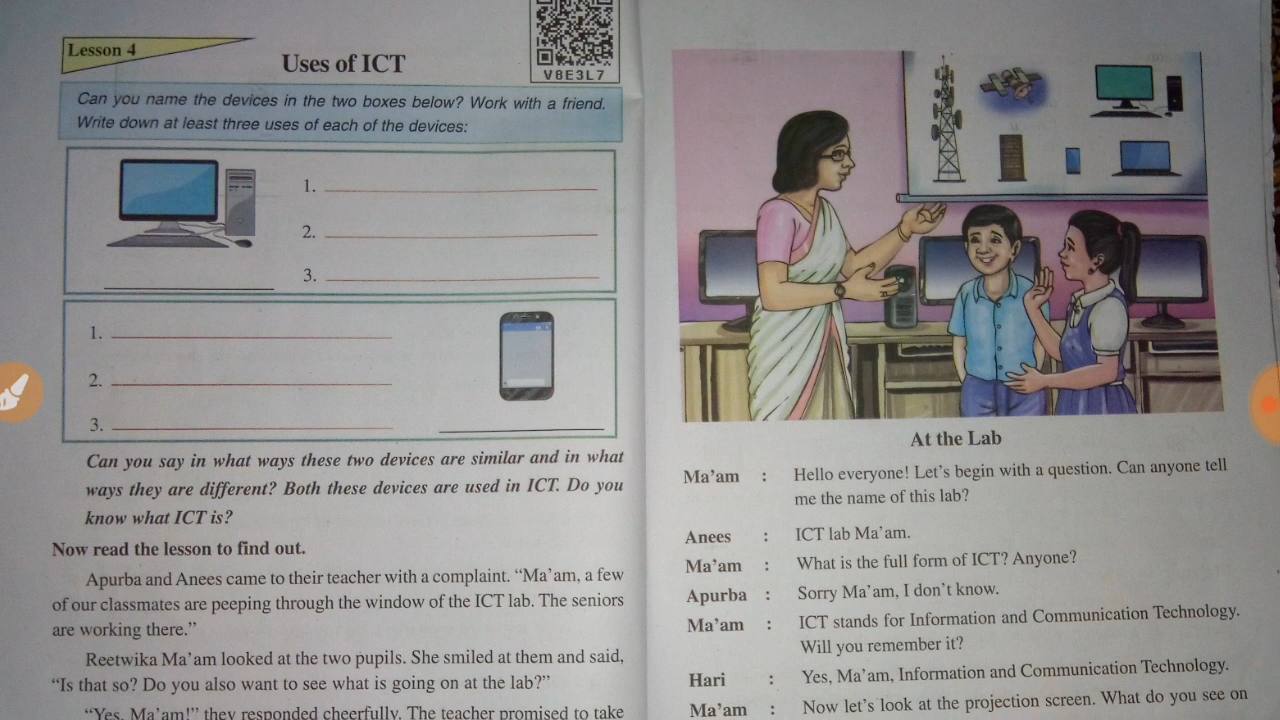 Lesson 4
Uses of ICT
V8E3L7
Can you name the devices in the two boxes below? Work with a friend.
Write down at least three uses of each of the devices:
1.
2.
3.
1.
2.
3.
Can you say in what ways these two devices are similar and in what
ways they are different? Both these devices are used in ICT. Do you
know what ICT is?
Now read the lesson to find out.
Apurba and Anees came to their teacher with a complaint. “Ma’am, a few
of our classmates are peeping through the window of the ICT lab. The seniors
are working there.”
Reetwika Ma’am looked at the two pupils. She smiled at them and said,
“Is that so? Do you also want to see what is going on at the lab?”
“Yes, Ma’am!” they responded cheerfully. The teacher promised to take
At the Lab
Ma’am : Hello everyone! Let’s begin with a question. Can anyone tell
me the name of this lab?
Anees : ICT lab Ma’am.
Ma’am : What is the full form of ICT? Anyone?
Apurba : Sorry Ma’am, I don’t know.
Ma’am : ICT stands for Information and Communication Technology.
Will you remember it?
Hari : Yes, Ma’am, Information and Communication Technology.
Ma’am : Now let’s look at the projection screen. What do you see on